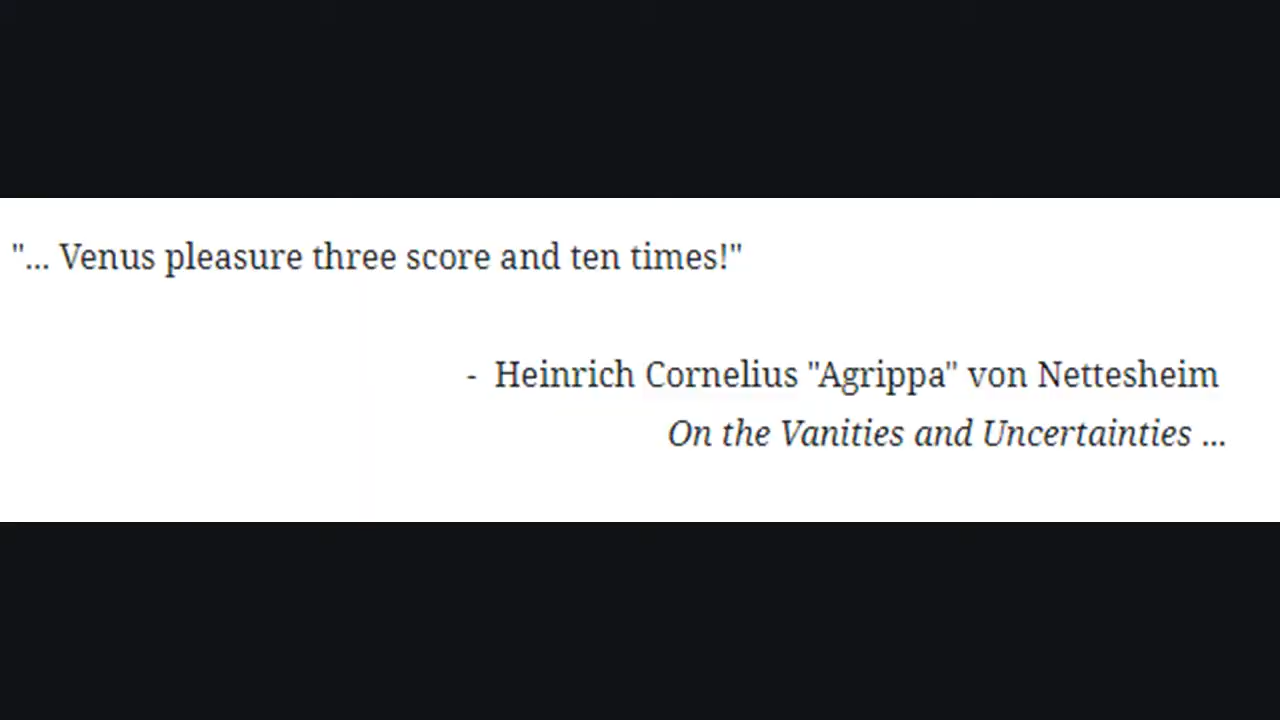 "... Venus pleasure three score and ten times!"
- Heinrich Cornelius "Agrippa" von Nettesheim
On the Vanities and Uncertainties ...